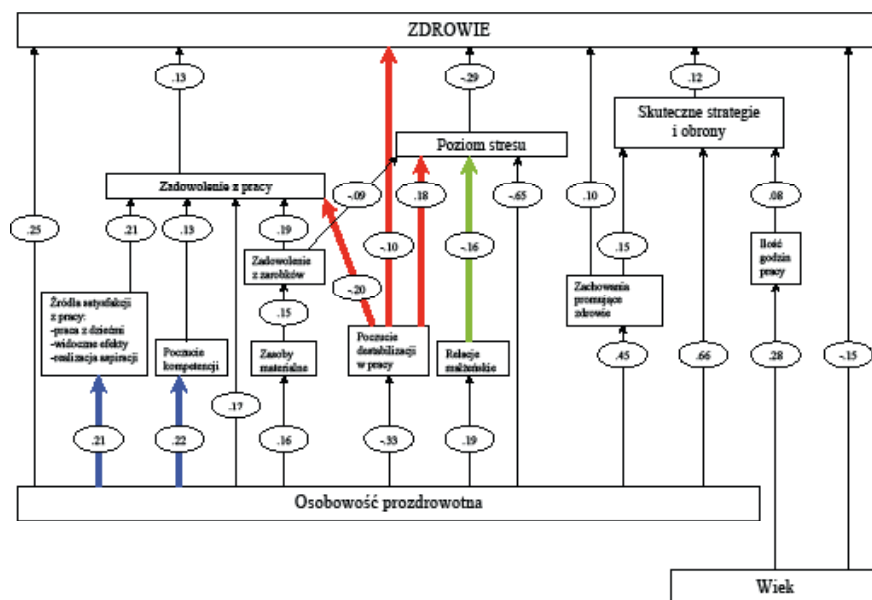 ZDROWIE
.13
-.29
.12
Skuteczne strategie
i obrony
Poziom stresu
Zadowolenie z pracy
-.09
.18
-.65
.10
.08
.25
.21
.13
.19
-.10
-.16
.15
Zadowolenie
z zarobków
Ilość
godzin
pracy
-.20
Zachowania
promujące
zdrowie
Źródła satysfakcji
z pracy:
-praca z dziećmi
-widoczne efekty
-realizacja aspiracji
.15
Poczucie
kompetencji
Zasoby
materialne
Poczucie
destabilizacji
w pracy
Relacje
małżeńskie
.45
.66
.28
-.15
.17
.21
.22
.16
-.33
.19
Osobowość prozdrowotna
Wiek